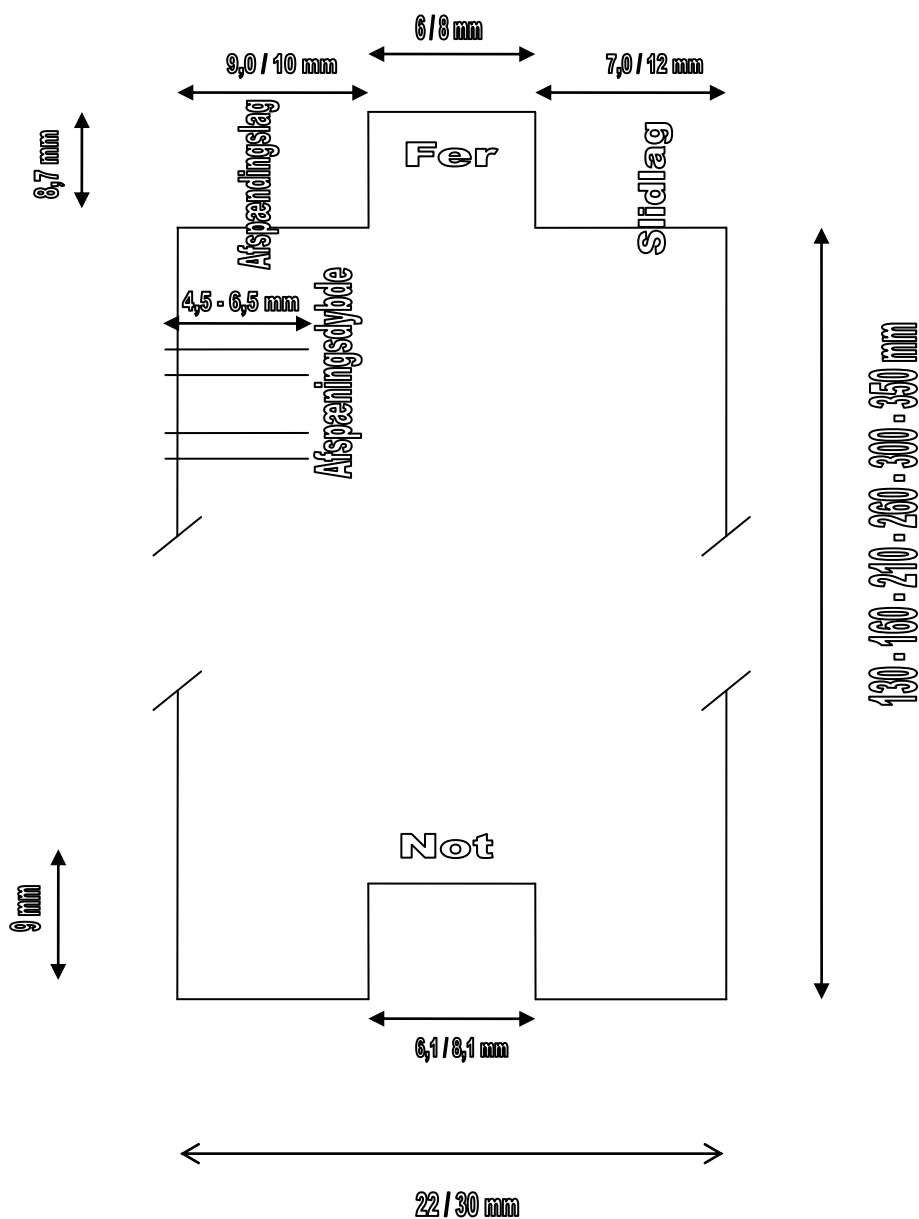 6 / 8 mm
9,0 / 10 mm
7,0 / 12 mm
8,7 mm
Afspændingslag
Fer
Slidlag
4,5 - 6,5 mm
Afspæningsdybde
130 - 160 - 210 - 260 - 300 - 350 mm
Not
9 mm
6,1 / 8,1 mm
22 / 30 mm